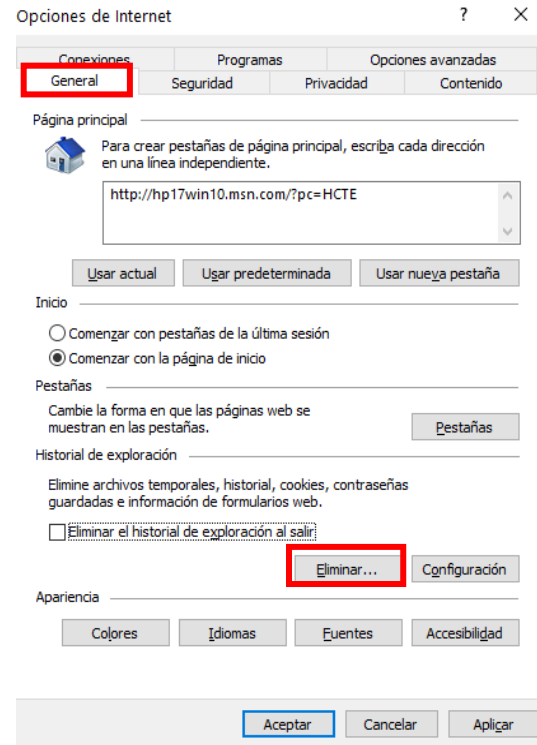 Opciones de Internet ? ×
Conexiones Programas Opciones avanzadas
General Seguridad Privacidad Contenido
Página principal
Para crear pestañas de página principal, escriba cada dirección
en una línea independiente.
http://hp17win10.msn.com/?pc=HCTE
Usar actual Usar predeterminada Usar nueva pestaña
Inicio
Comenzar con pestañas de la última sesión
Comenzar con la página de inicio
Pestañas
Cambie la forma en que las páginas web se
muestran en las pestañas.
Pestañas
Historial de exploración
Elimine archivos temporales, historial, cookies, contraseñas
guardadas e información de formularios web.
Eliminar el historial de exploración al salir
Eliminar... Configuración
Apariencia
Colores Idiomas Fuentes Accesibilidad
Aceptar Cancelar Aplicar